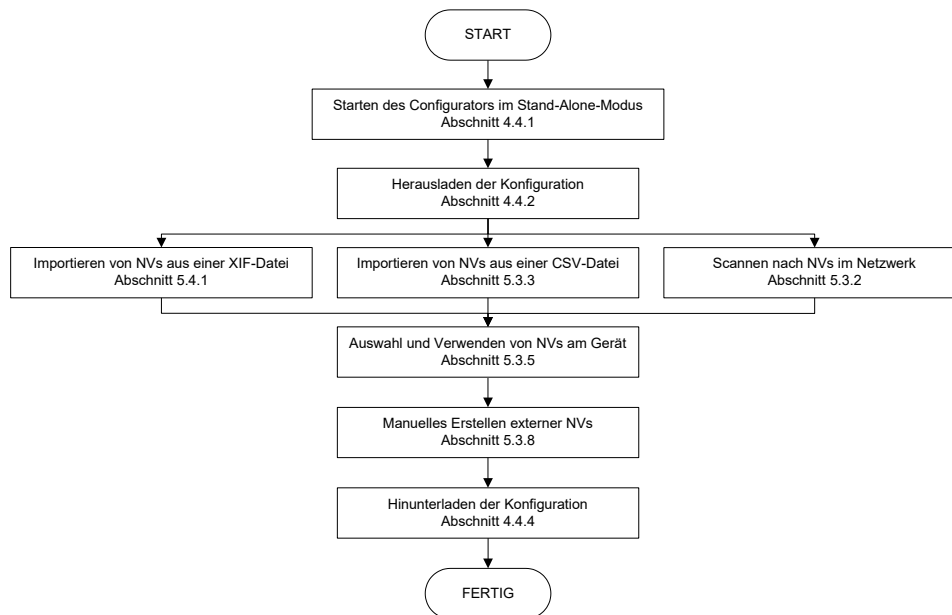 START
Starten des Configurators im Stand-Alone-Modus
Abschnitt 4.4.1
Herausladen der Konfiguration
Abschnitt 4.4.2
Importieren von NVs aus einer XIF-Datei
Abschnitt 5.4.1
Importieren von NVs aus einer CSV-Datei
Abschnitt 5.3.3
Scannen nach NVs im Netzwerk
Abschnitt 5.3.2
Auswahl und Verwenden von NVs am Gerät
Abschnitt 5.3.5
Manuelles Erstellen externer NVs
Abschnitt 5.3.8
Hinunterladen der Konfiguration
Abschnitt 4.4.4
FERTIG